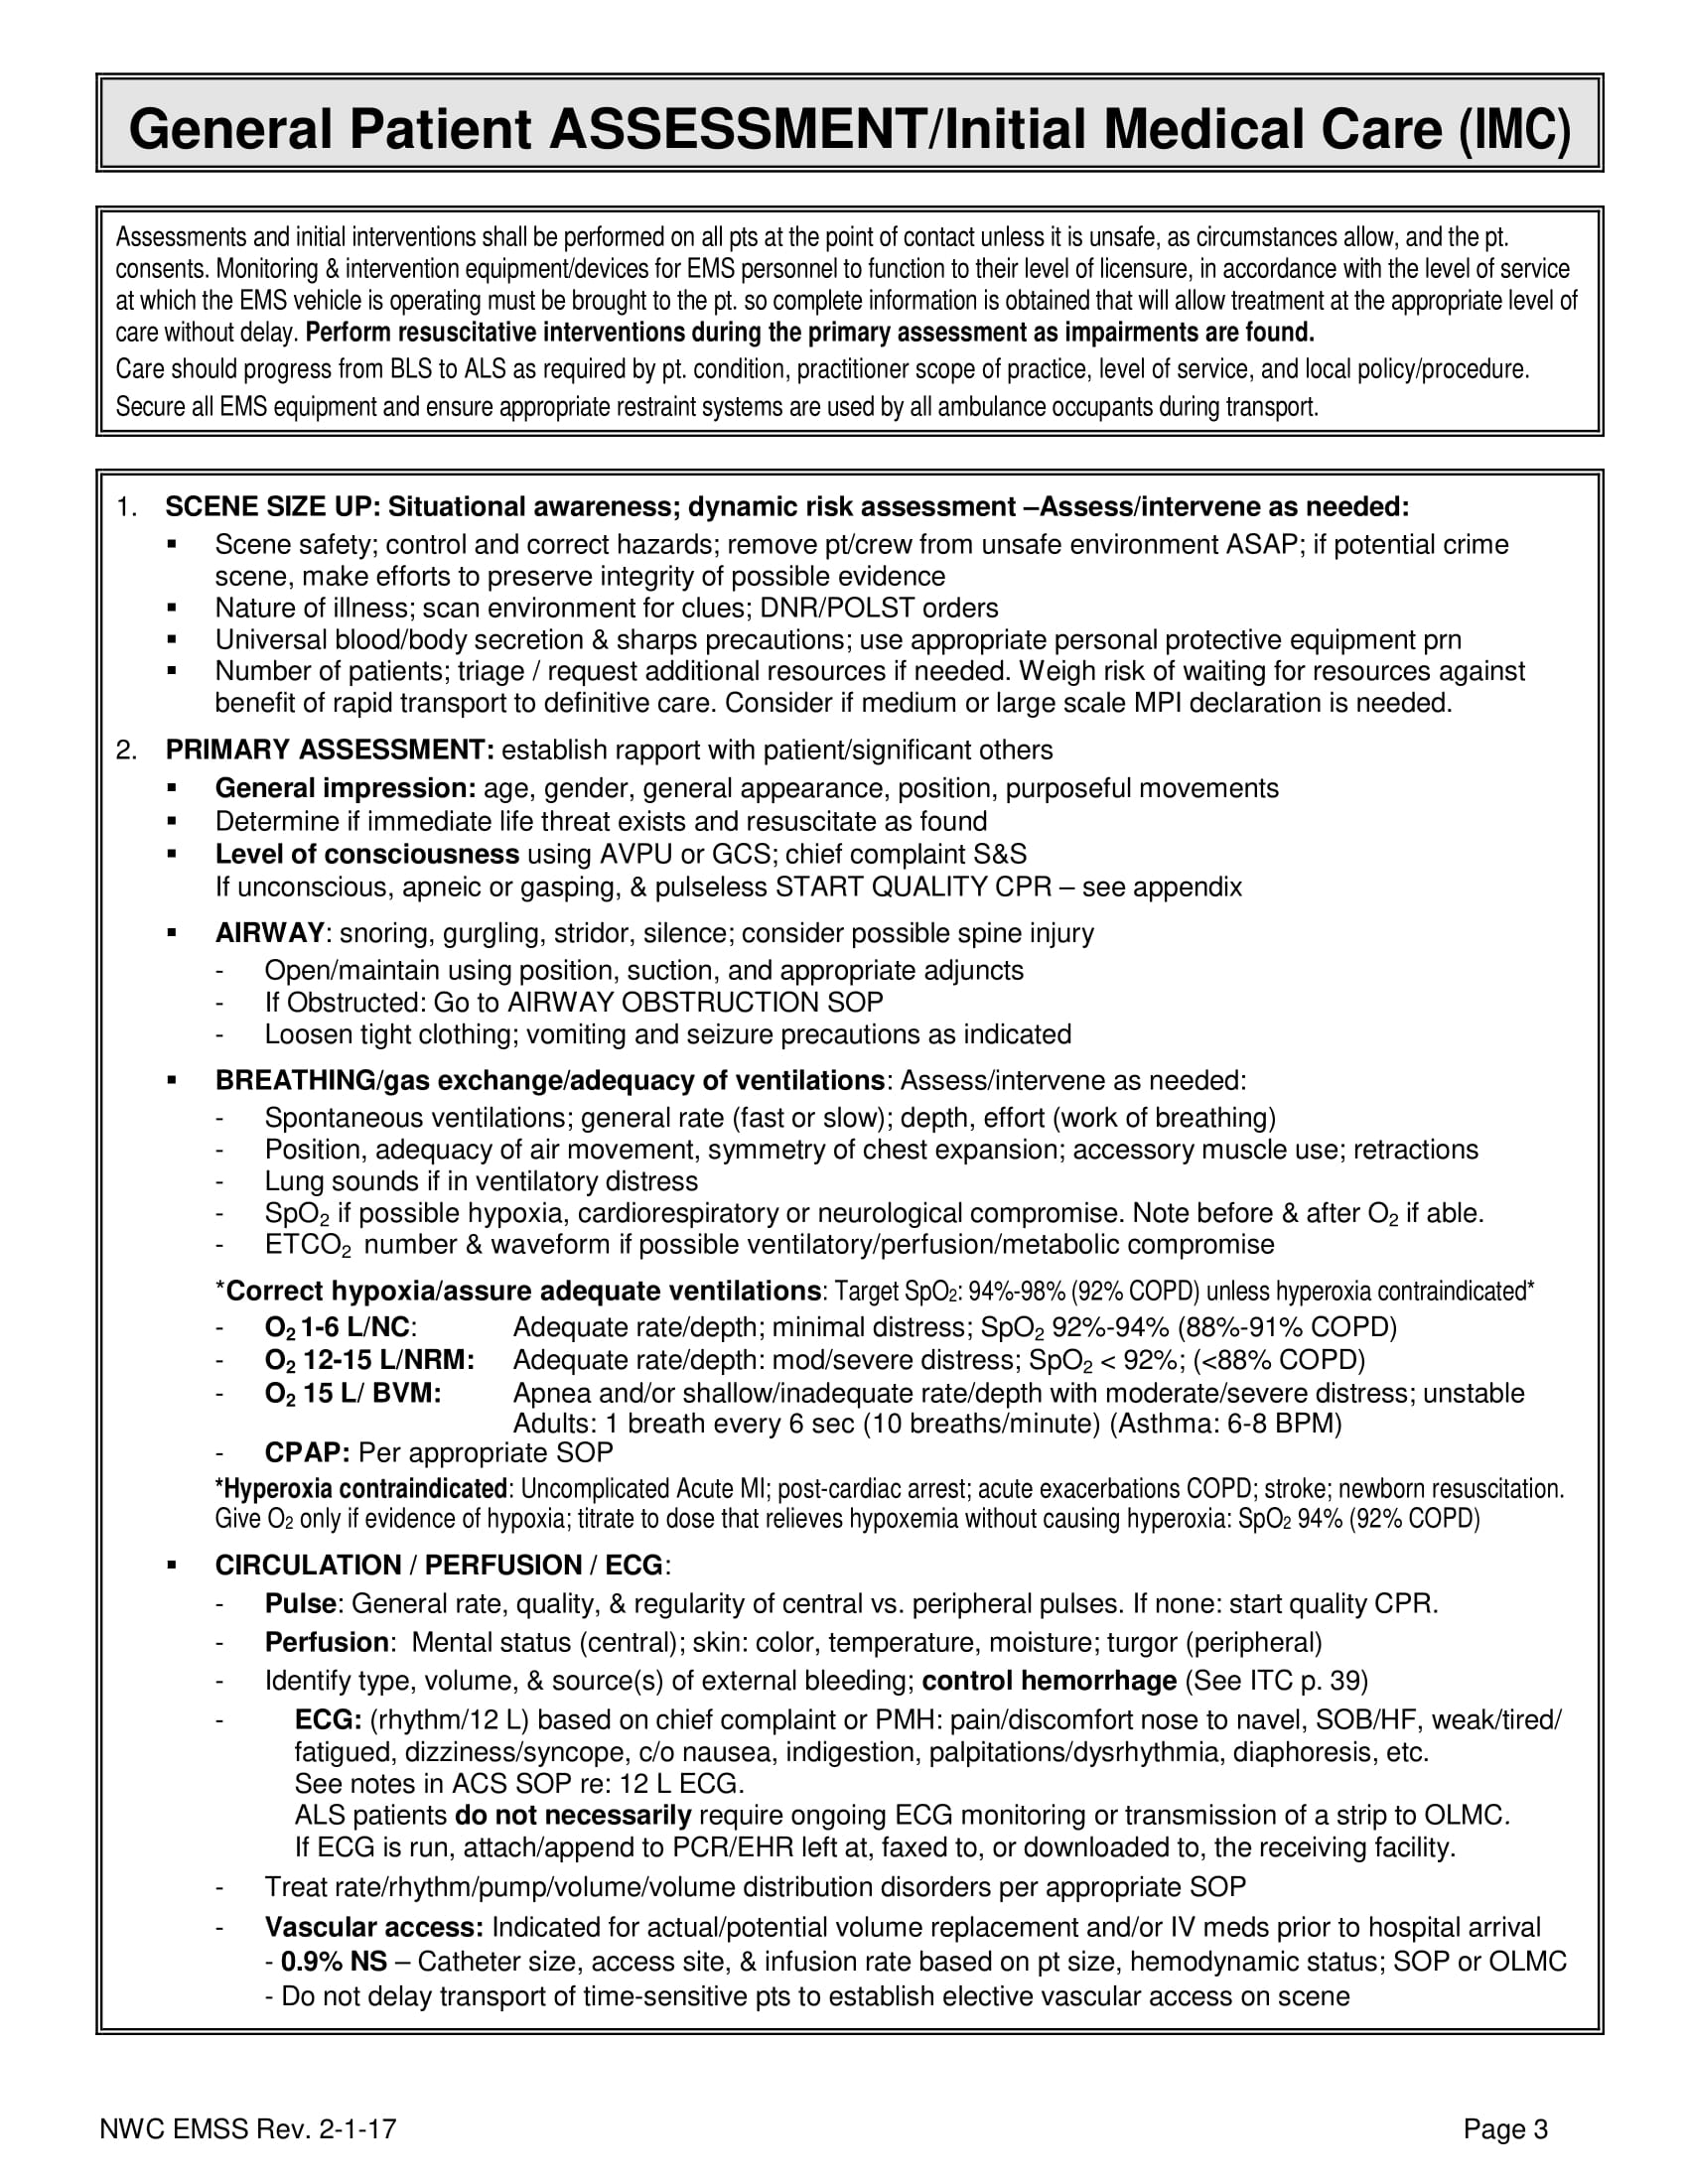 General Patient ASSESSMENT/Initial Medical Care (IMC)
Assessments and initial interventions shall be performed on all pts at the point of contact unless it is unsafe, as circumstances allow, and the pt.
consents. Monitoring & intervention equipment/devices for EMS personnel to function to their level of licensure, in accordance with the level of service
at which the EMS vehicle is operating must be brought to the pt. so complete information is obtained that will allow treatment at the appropriate level of
care without delay. Perform resuscitative interventions during the primary assessment as impairments are found.
Care should progress from BLS to ALS as required by pt. condition, practitioner scope of practice, level of service, and local policy/procedure.
Secure all EMS equipment and ensure appropriate restraint systems are used by all ambulance occupants during transport.
1. SCENE SIZE UP: Situational awareness; dynamic risk assessment –Assess/intervene as needed:
▪ Scene safety; control and correct hazards; remove pt/crew from unsafe environment ASAP; if potential crime
scene, make efforts to preserve integrity of possible evidence
▪ Nature of illness; scan environment for clues; DNR/POLST orders
▪ Universal blood/body secretion & sharps precautions; use appropriate personal protective equipment prn
▪ Number of patients; triage / request additional resources if needed. Weigh risk of waiting for resources against
benefit of rapid transport to definitive care. Consider if medium or large scale MPI declaration is needed.
2. PRIMARY ASSESSMENT: establish rapport with patient/significant others
▪ General impression: age, gender, general appearance, position, purposeful movements
▪ Determine if immediate life threat exists and resuscitate as found
▪ Level of consciousness using AVPU or GCS; chief complaint S&S
If unconscious, apneic or gasping, & pulseless START QUALITY CPR – see appendix
▪ AIRWAY: snoring, gurgling, stridor, silence; consider possible spine injury
- Open/maintain using position, suction, and appropriate adjuncts
- If Obstructed: Go to AIRWAY OBSTRUCTION SOP
- Loosen tight clothing; vomiting and seizure precautions as indicated
▪ BREATHING/gas exchange/adequacy of ventilations: Assess/intervene as needed:
- Spontaneous ventilations; general rate (fast or slow); depth, effort (work of breathing)
- Position, adequacy of air movement, symmetry of chest expansion; accessory muscle use; retractions
- Lung sounds if in ventilatory distress
- SpO₂ if possible hypoxia, cardiorespiratory or neurological compromise. Note before & after O₂ if able.
- ETCO₂ number & waveform if possible ventilatory/perfusion/metabolic compromise
*Correct hypoxia/assure adequate ventilations: Target SpO₂: 94%-98% (92% COPD) unless hyperoxia contraindicated*
- O₂ 1-6 L/NC: Adequate rate/depth; minimal distress; SpO₂ 92%-94% (88%-91% COPD)
- O₂ 12-15 L/NRM: Adequate rate/depth: mod/severe distress; SpO₂ < 92%; (<88% COPD)
- O₂ 15 L/ BVM: Apnea and/or shallow/inadequate rate/depth with moderate/severe distress; unstable
Adults: 1 breath every 6 sec (10 breaths/minute) (Asthma: 6-8 BPM)
- CPAP: Per appropriate SOP
*Hyperoxia contraindicated: Uncomplicated Acute MI; post-cardiac arrest; acute exacerbations COPD; stroke; newborn resuscitation.
Give O₂ only if evidence of hypoxia; titrate to dose that relieves hypoxemia without causing hyperoxia: SpO₂ 94% (92% COPD)
▪ CIRCULATION / PERFUSION / ECG:
- Pulse: General rate, quality, & regularity of central vs. peripheral pulses. If none: start quality CPR.
- Perfusion: Mental status (central); skin: color, temperature, moisture; turgor (peripheral)
- Identify type, volume, & source(s) of external bleeding; control hemorrhage (See ITC p. 39)
- ECG: (rhythm/12 L) based on chief complaint or PMH: pain/discomfort nose to navel, SOB/HF, weak/tired/
fatigued, dizziness/syncope, c/o nausea, indigestion, palpitations/dysrhythmia, diaphoresis, etc.
See notes in ACS SOP re: 12 L ECG.
ALS patients do not necessarily require ongoing ECG monitoring or transmission of a strip to OLMC.
If ECG is run, attach/append to PCR/EHR left at, faxed to, or downloaded to, the receiving facility.
- Treat rate/rhythm/pump/volume/volume distribution disorders per appropriate SOP
- Vascular access: Indicated for actual/potential volume replacement and/or IV meds prior to hospital arrival
- 0.9% NS – Catheter size, access site, & infusion rate based on pt size, hemodynamic status; SOP or OLMC
- Do not delay transport of time-sensitive pts to establish elective vascular access on scene
NWC EMSS Rev. 2-1-17 Page 3